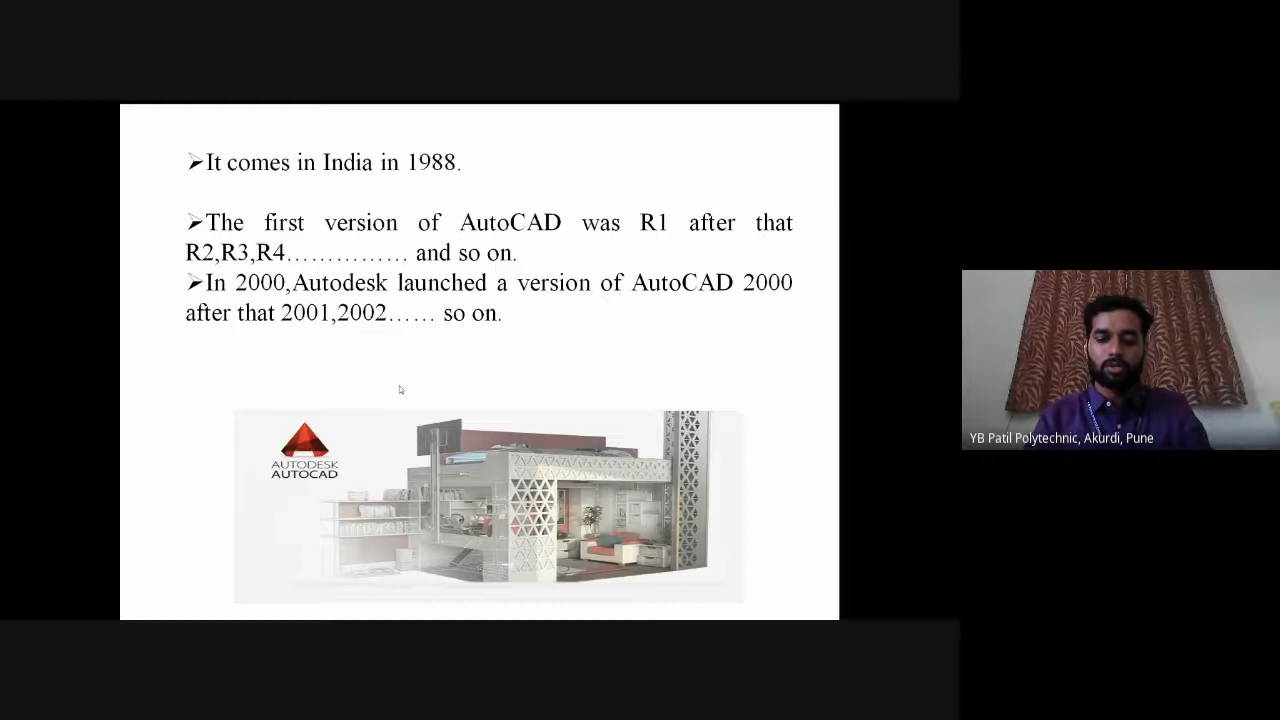 ➢It comes in India in 1988.
➢The first version of AutoCAD was R1 after that
R2,R3,R4…………… and so on.
➢In 2000,Autodesk launched a version of AutoCAD 2000
after that 2001,2002…… so on.
AUTODESK
AUTOCAD
YB Patil Polytechnic, Akurdi, Pune